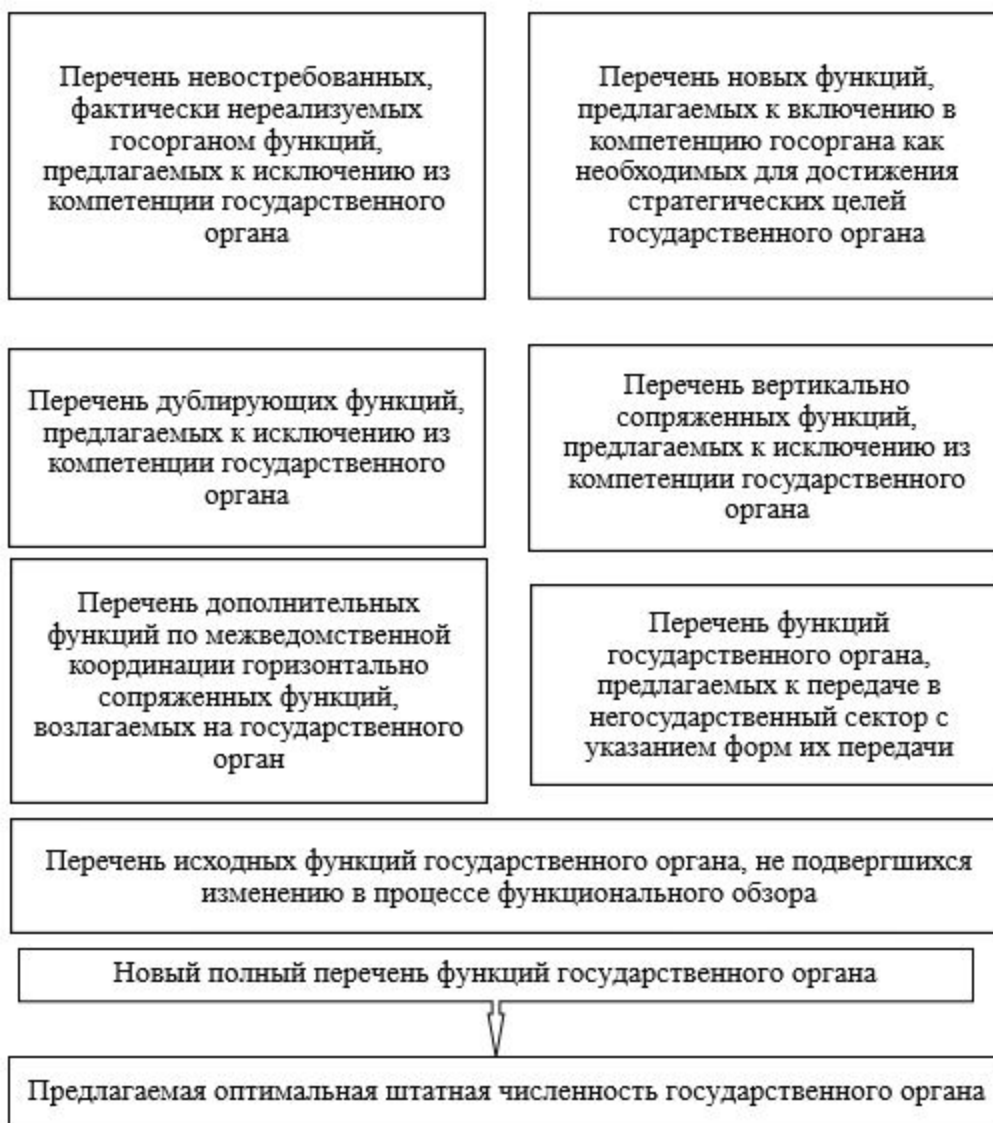 Перечень невостребованных,
фактически нереализуемых
госорганом функций,
предлагаемых к исключению из
компетенции государственного
органа
Перечень новых функций,
предлагаемых к включению в
компетенцию госоргана как
необходимых для достижения
стратегических целей
государственного органа
Перечень дублирующих функций,
предлагаемых к исключению из
компетенции государственного
органа
Перечень вертикально
сопряженных функций,
предлагаемых к исключению из
компетенции государственного
органа
Перечень дополнительных
функций по межведомственной
координации горизонтально
сопряженных функций,
возлагаемых на государственного
орган
Перечень функций
государственного органа,
предлагаемых к передаче в
негосударственный сектор с
указанием форм их передачи
Перечень исходных функций государственного органа, не подвергшихся
изменению в процессе функционального обзора
Новый полный перечень функций государственного органа
Предлагаемая оптимальная штатная численность государственного органа